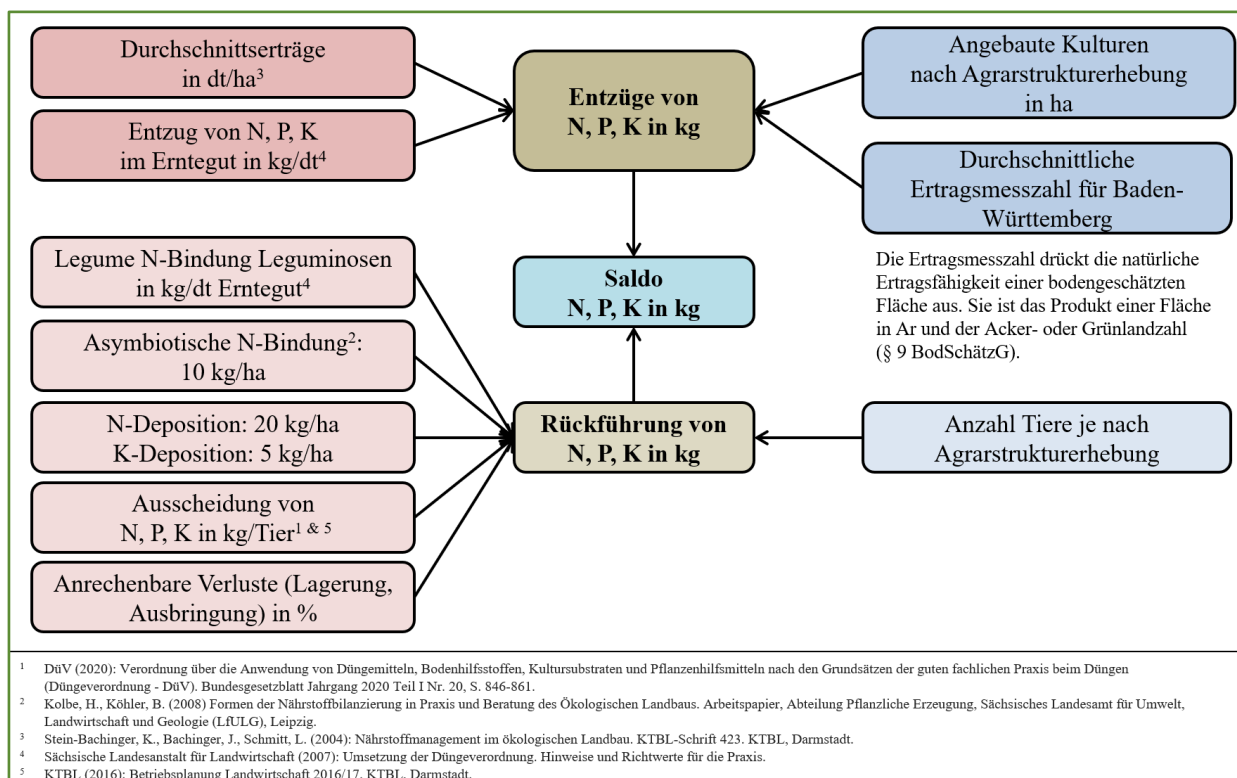 Durchschnittserträge
in dt/ha³
Entzug von N, P, K
im Erntegut in kg/dt⁴
Entzüge von
N, P, K in kg
Angebaute Kulturen
nach Agrarstrukturerhebung
in ha
Durchschnittliche
Ertragsmesszahl für Baden-
Württemberg
Die Ertragsmesszahl drückt die natürliche
Ertragsfähigkeit einer bodengeschätzten
Fläche aus. Sie ist das Produkt einer Fläche
in Ar und der Acker- oder Grünlandzahl
(§ 9 BodSchätzG).
Legume N-Bindung Leguminosen
in kg/dt Erntegut⁴
Saldo
N, P, K in kg
Asymbiotische N-Bindung²:
10 kg/ha
N-Deposition: 20 kg/ha
K-Deposition: 5 kg/ha
Rückführung von
N, P, K in kg
Anzahl Tiere je nach
Agrarstrukturerhebung
Ausscheidung von
N, P, K in kg/Tier¹ & ⁵
Anrechenbare Verluste (Lagerung,
Ausbringung) in %
¹ DüV (2020): Verordnung über die Anwendung von Düngemitteln, Bodenhilfsstoffen, Kultursubstraten und Pflanzenhilfsmitteln nach den Grundsätzen der guten fachlichen Praxis beim Düngen
(Düngeverordnung - DüV). Bundesgesetzblatt Jahrgang 2020 Teil I Nr. 20, S. 846-861.
² Kolbe, H., Köhler, B. (2008) Formen der Nährstoffbilanzierung in Praxis und Beratung des Ökologischen Landbaus. Arbeitspapier, Abteilung Pflanzliche Erzeugung, Sächsisches Landesamt für Umwelt,
Landwirtschaft und Geologie (LfULG), Leipzig.
³ Stein-Bachinger, K., Bachinger, J., Schmitt, L. (2004): Nährstoffmanagement im ökologischen Landbau. KTBL-Schrift 423. KTBL, Darmstadt.
⁴ Sächsische Landesanstalt für Landwirtschaft (2007): Umsetzung der Düngeverordnung. Hinweise und Richtwerte für die Praxis.
⁵ KTBL (2016): Betriebsplanung Landwirtschaft 2016/17. KTBL, Darmstadt.